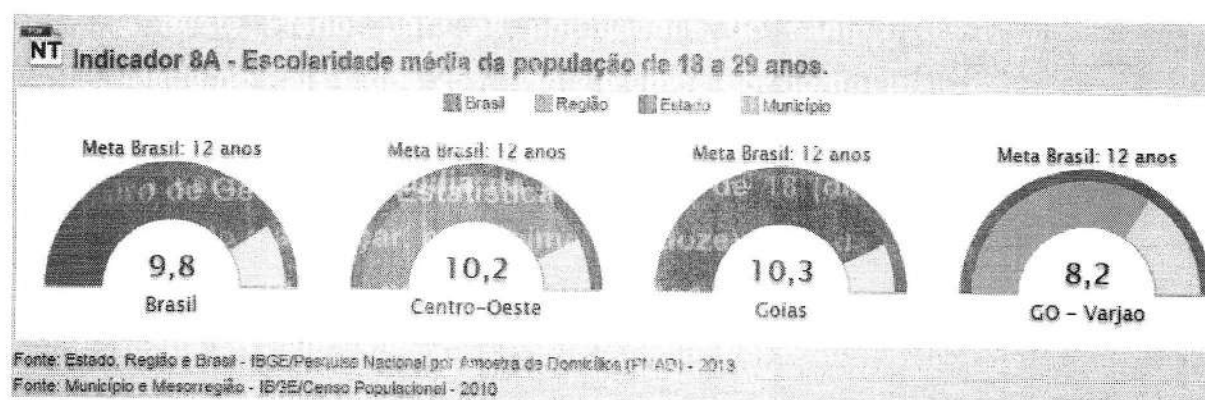 NT
Indicador 8A - Escolaridade média da população de 18 a 29 anos.
Brasil Região Estado Município
Meta Brasil: 12 anos Meta Brasil: 12 anos Meta Brasil: 12 anos Meta Brasil: 12 anos
9,8 10,2 10,3 8,2
Brasil Centro-Oeste Goias GO - Varjao
Fonte: Estado, Região e Brasil - IBGE/Pesquisa Nacional por Amostra de Domicílios (PNAD) - 2013
Fonte: Município e Mesorregião - IBGE/Censo Populacional - 2010